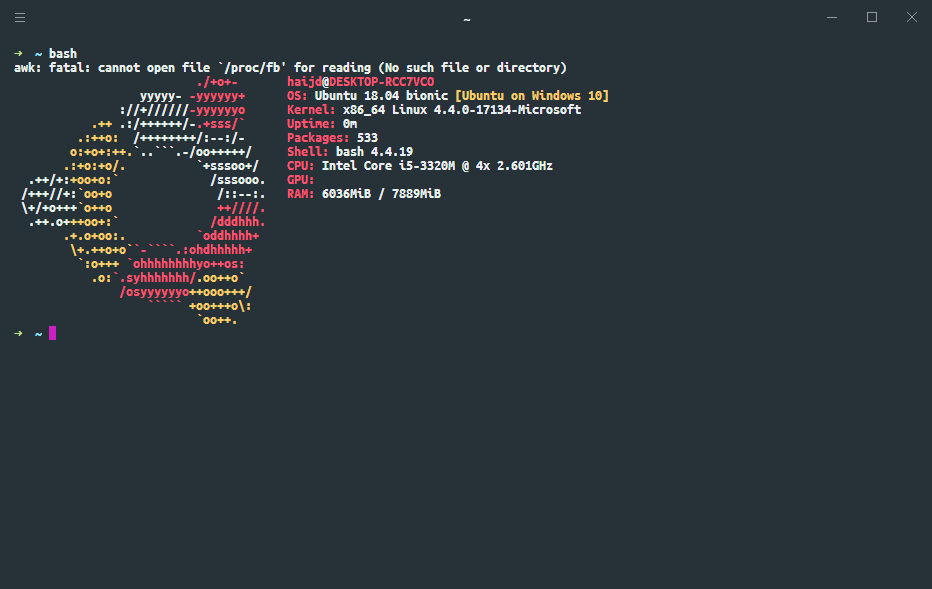 ~
➜  ~ bash
awk: fatal: cannot open file `/proc/fb' for reading (No such file or directory)
                          ./+o+-       haijd@DESKTOP-RCC7VCO
                  yyyyy- -yyyyyy+      OS: Ubuntu 18.04 bionic [Ubuntu on Windows 10]
               ://+//////-yyyyyyo      Kernel: x86_64 Linux 4.4.0-17134-Microsoft
           .++ .:/++++++/-.+sss/`      Uptime: 0m
         .:++o:  /++++++++/:--:/-      Packages: 533
        o:+o+:++.`..```.-/oo+++++/     Shell: bash 4.4.19
       .:+o:+o/.          `+sssoo+/    CPU: Intel Core i5-3320M @ 4x 2.601GHz
  .++/+:+oo+o:`             /sssooo.   GPU:
 /+++//+:`oo+o               /::--:.   RAM: 6036MiB / 7889MiB
 \+/+o+++`o++o               ++////.
  .++.o+++oo+:`             /dddhhh.
       .+.o+oo:.          `oddhhhh+
        \+.++o+o``-````.:ohdhhhhh+
         `:o+++ `ohhhhhhhhyo++os:
           .o:`.syhhhhhhh/.oo++o`
               /osyyyyyyo++ooo+++/
                   ````` +oo+++o\:
                          `oo++.
➜  ~